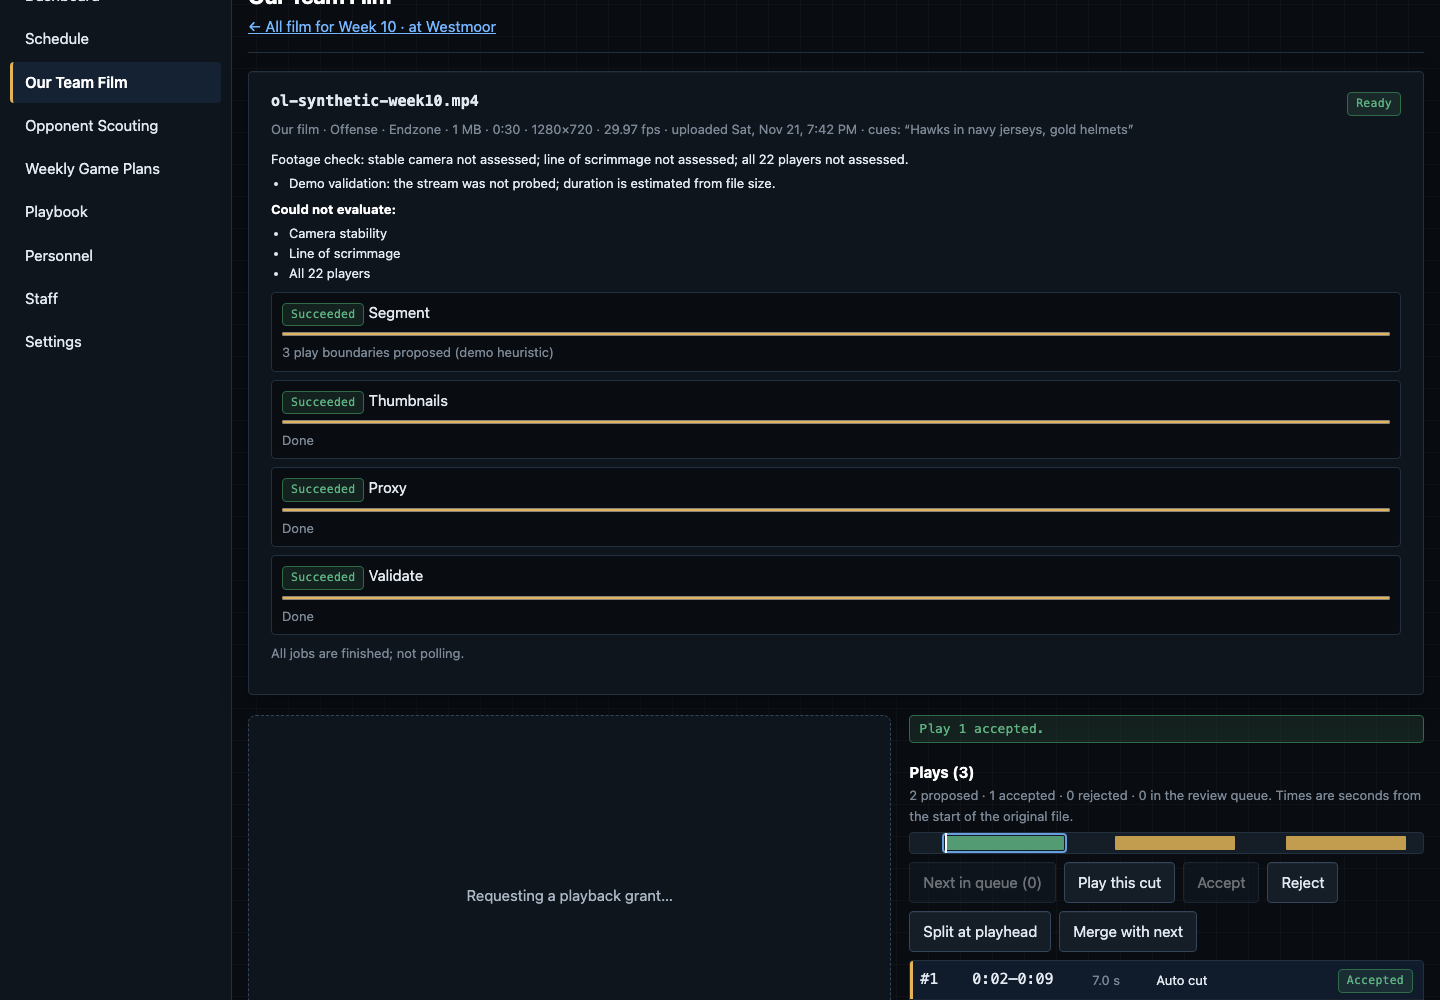 Dashboard
Schedule
Our Team Film
Opponent Scouting
Weekly Game Plans
Playbook
Personnel
Staff
Settings
Our Team Film
← All film for Week 10 · at Westmoor
ol-synthetic-week10.mp4
Ready
Our film · Offense · Endzone · 1 MB · 0:30 · 1280×720 · 29.97 fps · uploaded Sat, Nov 21, 7:42 PM · cues: “Hawks in navy jerseys, gold helmets”
Footage check: stable camera not assessed; line of scrimmage not assessed; all 22 players not assessed.
• Demo validation: the stream was not probed; duration is estimated from file size.
Could not evaluate:
• Camera stability
• Line of scrimmage
• All 22 players
Succeeded Segment
3 play boundaries proposed (demo heuristic)
Succeeded Thumbnails
Done
Succeeded Proxy
Done
Succeeded Validate
Done
All jobs are finished; not polling.
Requesting a playback grant...
Play 1 accepted.
Plays (3)
2 proposed · 1 accepted · 0 rejected · 0 in the review queue. Times are seconds from
the start of the original file.
Next in queue (0) Play this cut Accept Reject
Split at playhead Merge with next
#1 0:02–0:09 7.0 s Auto cut Accepted